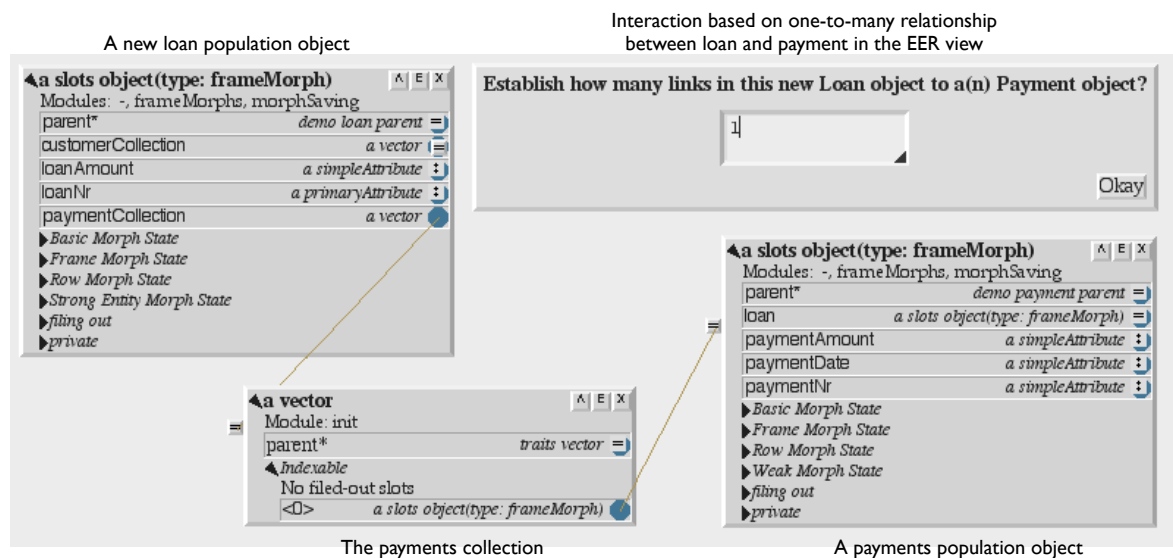 Interaction based on one-to-many relationship
between loan and payment in the EER view
A new loan population object
a slots object(type: frameMorph)
Λ E X
Modules: -, frameMorphs, morphSaving
parent* demo loan parent =
customerCollection a vector =
loanAmount a simpleAttribute :
loanNr a primaryAttribute :
paymentCollection a vector
Basic Morph State
Frame Morph State
Row Morph State
Strong Entity Morph State
filing out
private
Establish how many links in this new Loan object to a(n) Payment object?
1
Okay
a slots object(type: frameMorph)
Λ E X
Modules: -, frameMorphs, morphSaving
parent* demo payment parent =
loan a slots object(type: frameMorph) =
paymentAmount a simpleAttribute :
paymentDate a simpleAttribute :
paymentNr a simpleAttribute :
Basic Morph State
Frame Morph State
Row Morph State
Weak Morph State
filing out
private
=
a vector
Λ E X
Module: init
=
parent* traits vector =
Indexable
No filed-out slots
<0> a slots object(type: frameMorph)
The payments collection
A payments population object